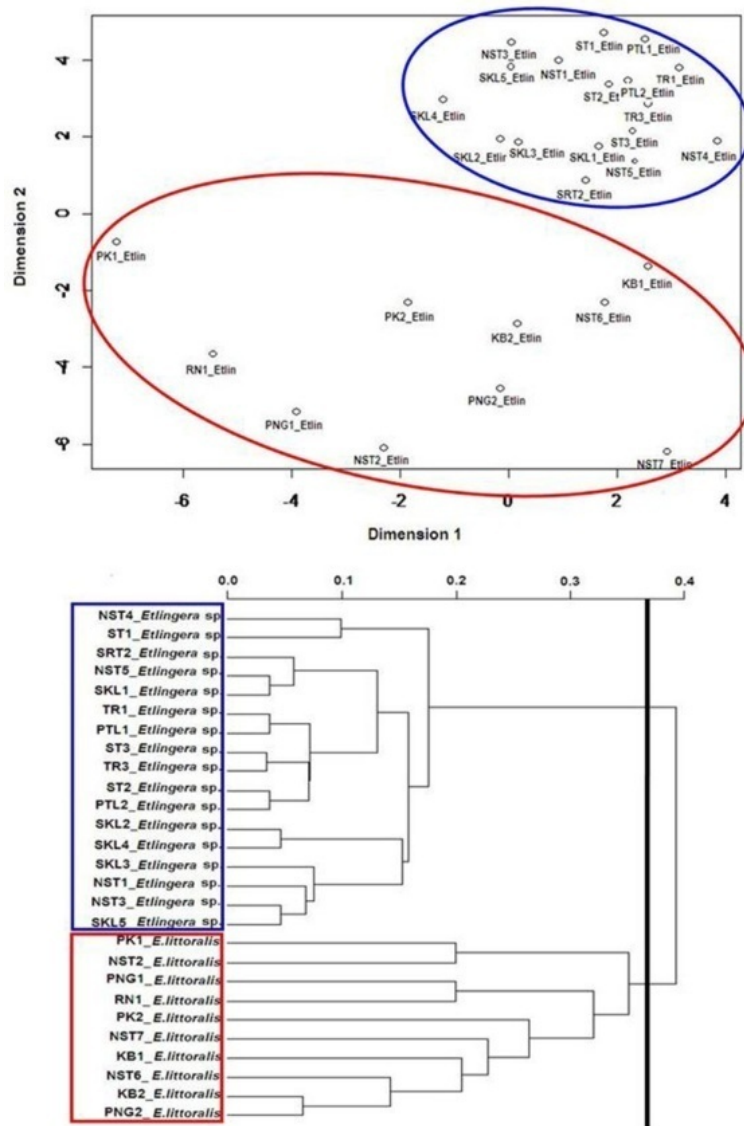 4
2
0
-2
-4
-6
Dimension 2
NST3_Etlin
ST1_Etlin
PTL1_Etlin
SKL5_Etlin
NST1_Etlin
TR1_Etlin
ST2_Et
PTL2_Etlin
SKL4_Etlin
TR3_Etlin
SKL2_Etlir
SKL3_Etlin
SKL1_Etlin
ST3_Etlin
NST4_Etlin
NST5_Etlin
SRT2_Etlin
PK1_Etlin
KB1_Etlin
PK2_Etlin
NST6_Etlin
KB2_Etlin
RN1_Etlin
PNG2_Etlin
PNG1_Etlin
NST2_Etlin
NST7_Etlin
-6 -4 -2 0 2 4
Dimension 1
0.0 0.1 0.2 0.3 0.4
NST4_Etlingera sp
ST1_Etlingera sp
SRT2_Etlingera sp.
NST5_Etlingera sp.
SKL1_Etlingera sp.
TR1_Etlingera sp.
PTL1_Etlingera sp.
ST3_Etlingera sp.
TR3_Etlingera sp.
ST2_Etlingera sp.
PTL2_Etlingera sp.
SKL2_Etlingera sp.
SKL4_Etlingera sp.
SKL3_Etlingera sp.
NST1_Etlingera sp.
NST3_Etlingera sp.
SKL5_Etlingera sp.
PK1_E.littoralis
NST2_E.littoralis
PNG1_E.littoralis
RN1_E.littoralis
PK2_E.littoralis
NST7_E.littoralis
KB1_E.littoralis
NST6_E.littoralis
KB2_E.littoralis
PNG2_E.littoralis